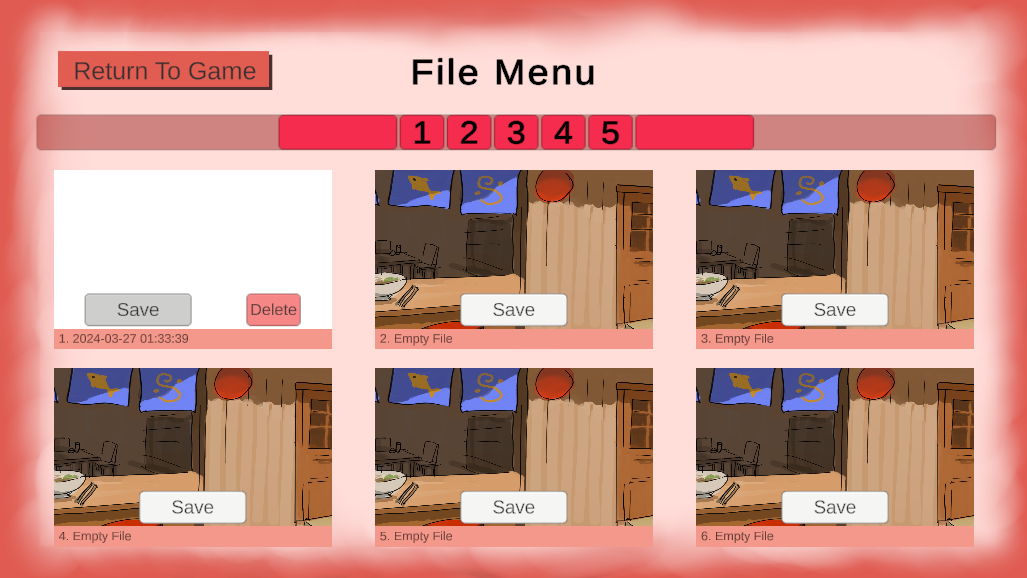 Return To Game
File Menu
1 2 3 4 5
Save
Delete
Save
Save
1. 2024-03-27 01:33:39
2. Empty File
3. Empty File
Save
Save
Save
4. Empty File
5. Empty File
6. Empty File